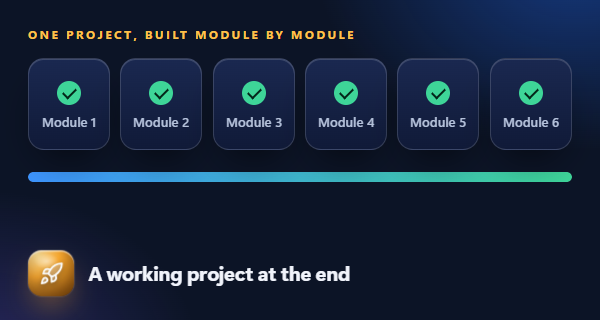 ONE PROJECT, BUILT MODULE BY MODULE
Module 1 Module 2 Module 3 Module 4 Module 5 Module 6
A working project at the end